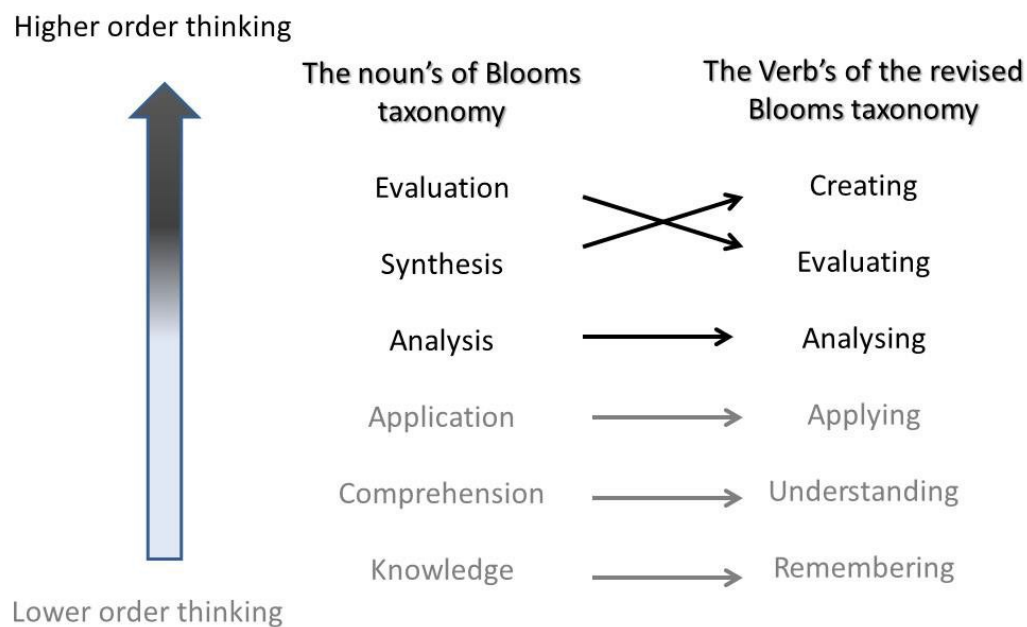 Higher order thinking
The noun's of Blooms
taxonomy
The Verb's of the revised
Blooms taxonomy
Evaluation
Creating
Synthesis
Evaluating
Analysis
Analysing
Application
Applying
Comprehension
Understanding
Knowledge
Remembering
Lower order thinking